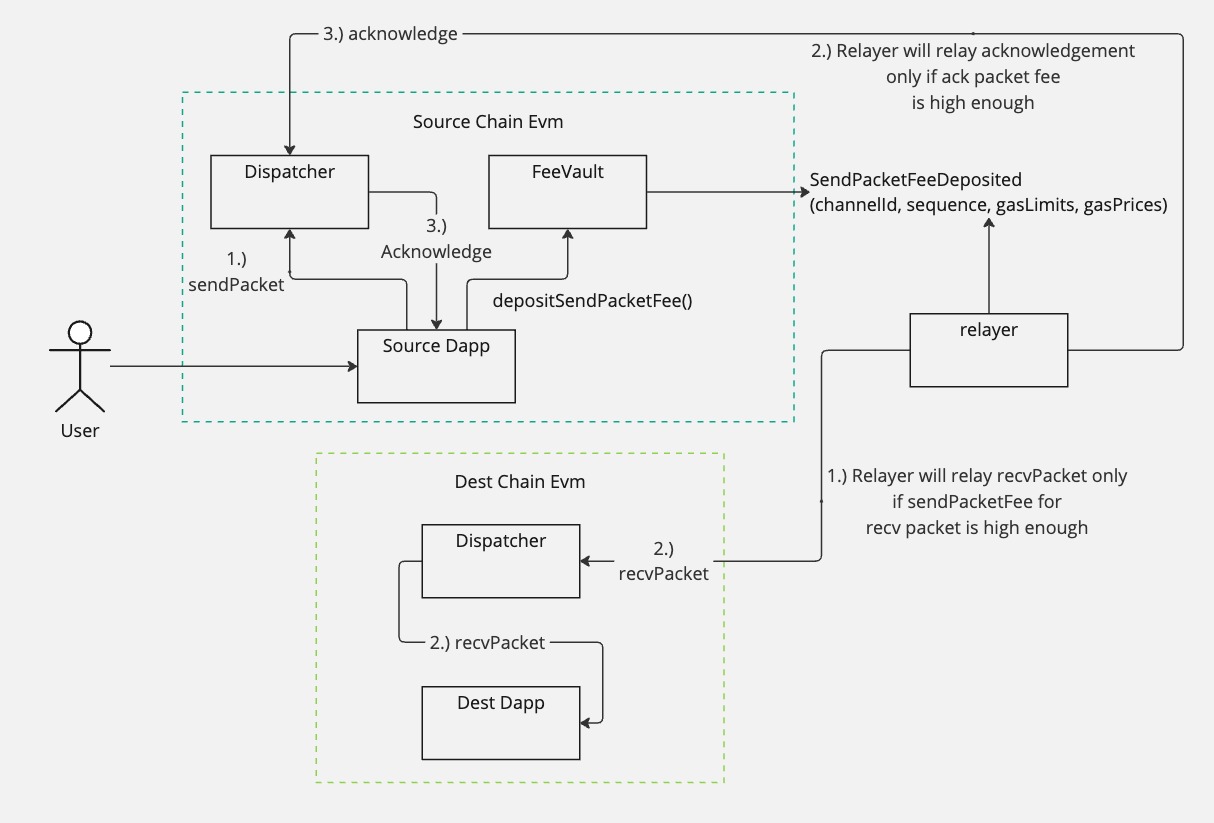 3.) acknowledge
2.) Relayer will relay acknowledgement
only if ack packet fee
is high enough
Source Chain Evm
Dispatcher
FeeVault
SendPacketFeeDeposited
(channelId, sequence, gasLimits, gasPrices)
3.)
Acknowledge
1.)
sendPacket
depositSendPacketFee()
relayer
Source Dapp
User
Dest Chain Evm
1.) Relayer will relay recvPacket only
if sendPacketFee for
recv packet is high enough
Dispatcher
2.)
recvPacket
2.) recvPacket
Dest Dapp